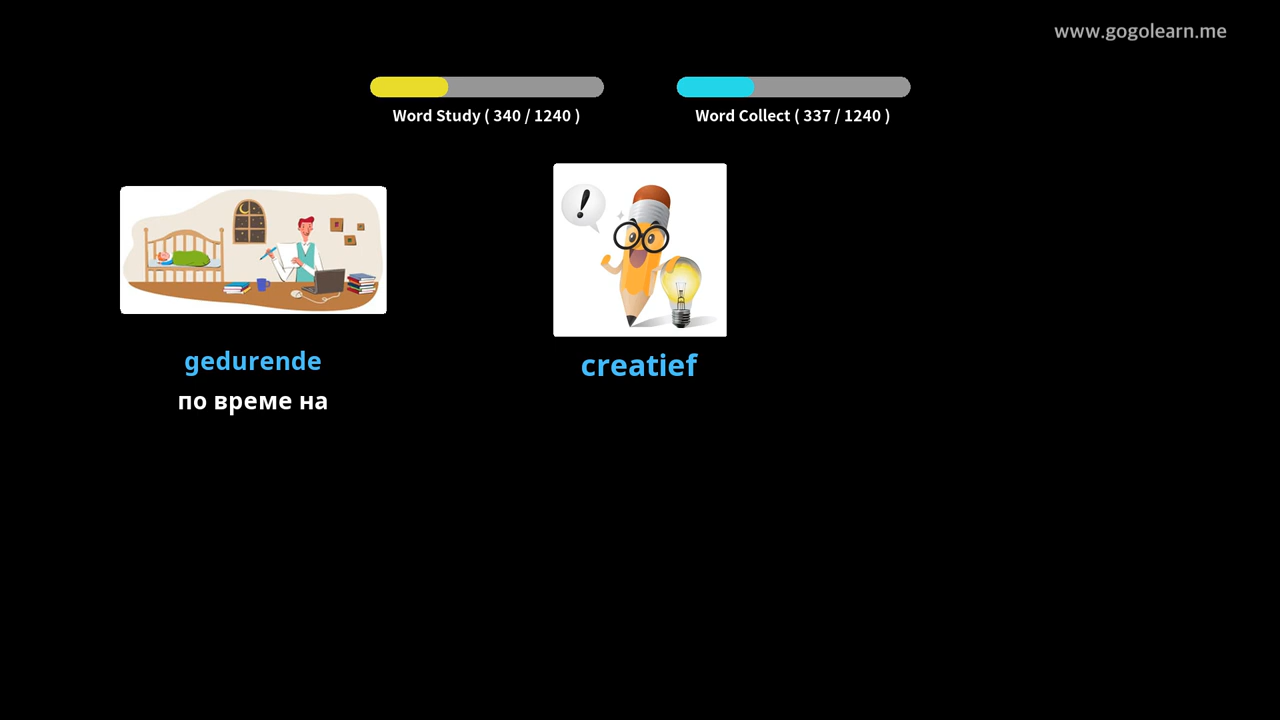 www.gogolearn.me
Word Study ( 340 / 1240 )
Word Collect ( 337 / 1240 )
!
gedurende
по време на
creatief